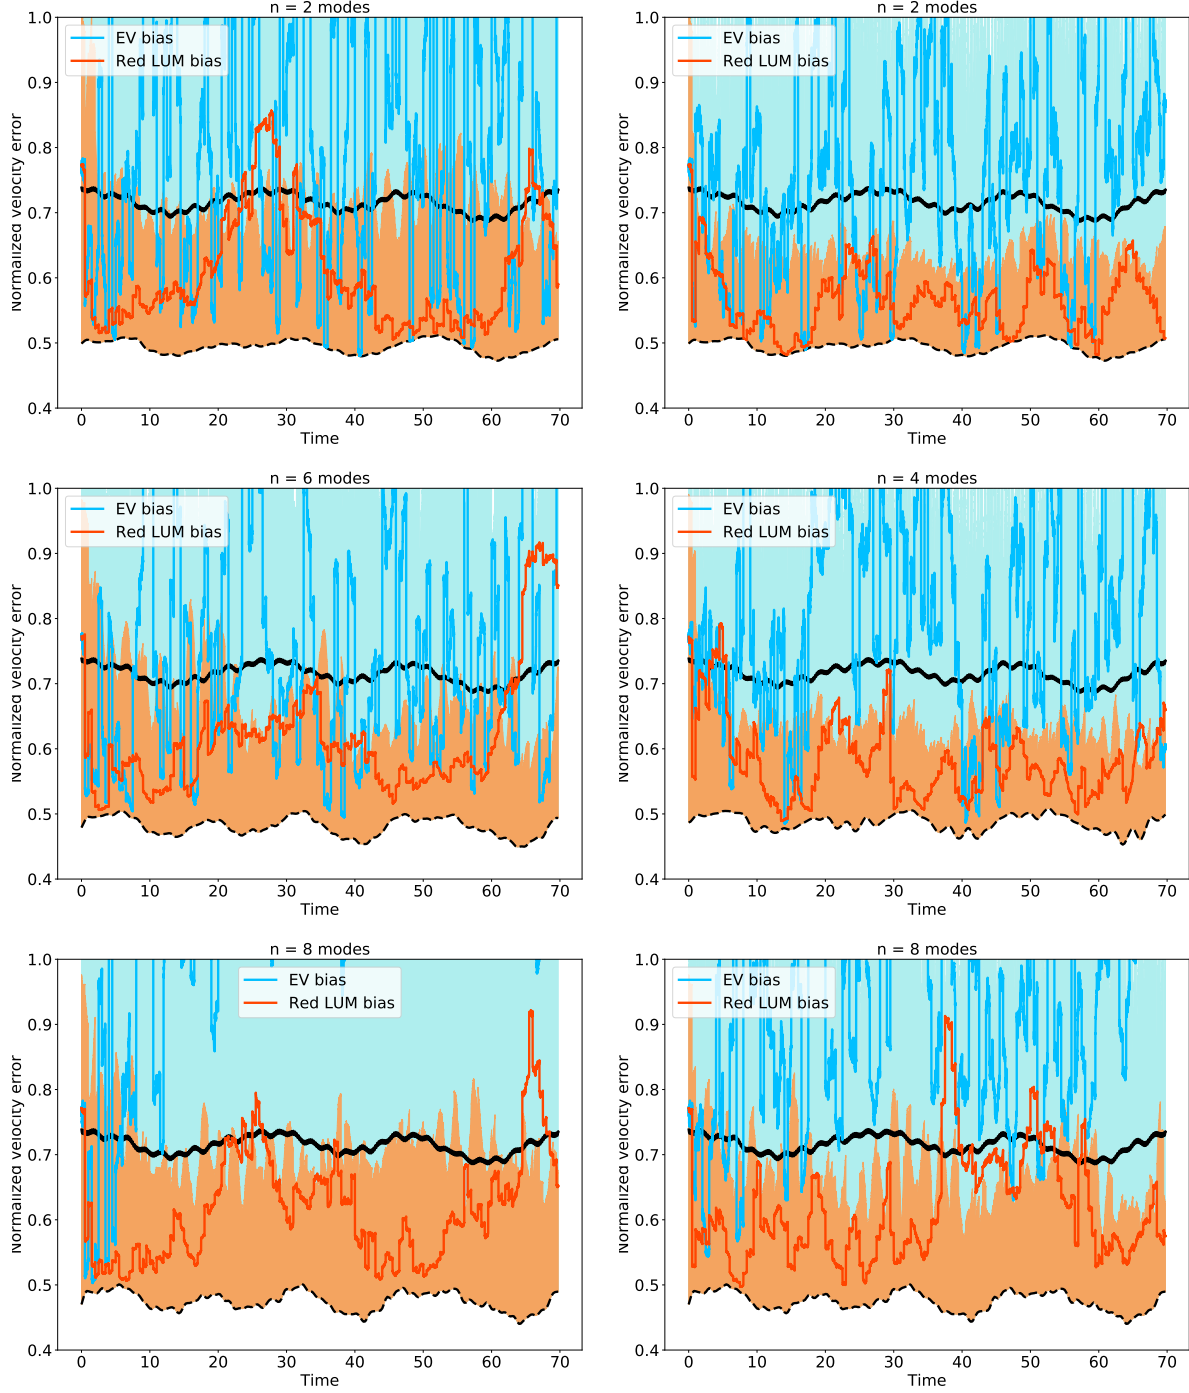 n = 2 modes
EV bias
Red LUM bias
1.0
0.9
0.8
0.7
0.6
0.5
0.4
Normalized velocity error
0 10 20 30 40 50 60 70
Time
n = 2 modes
EV bias
Red LUM bias
1.0
0.9
0.8
0.7
0.6
0.5
0.4
Normalized velocity error
0 10 20 30 40 50 60 70
Time
n = 6 modes
EV bias
Red LUM bias
1.0
0.9
0.8
0.7
0.6
0.5
0.4
Normalized velocity error
0 10 20 30 40 50 60 70
Time
n = 4 modes
EV bias
Red LUM bias
1.0
0.9
0.8
0.7
0.6
0.5
0.4
Normalized velocity error
0 10 20 30 40 50 60 70
Time
n = 8 modes
EV bias
Red LUM bias
1.0
0.9
0.8
0.7
0.6
0.5
0.4
Normalized velocity error
0 10 20 30 40 50 60 70
Time
n = 8 modes
EV bias
Red LUM bias
1.0
0.9
0.8
0.7
0.6
0.5
0.4
Normalized velocity error
0 10 20 30 40 50 60 70
Time